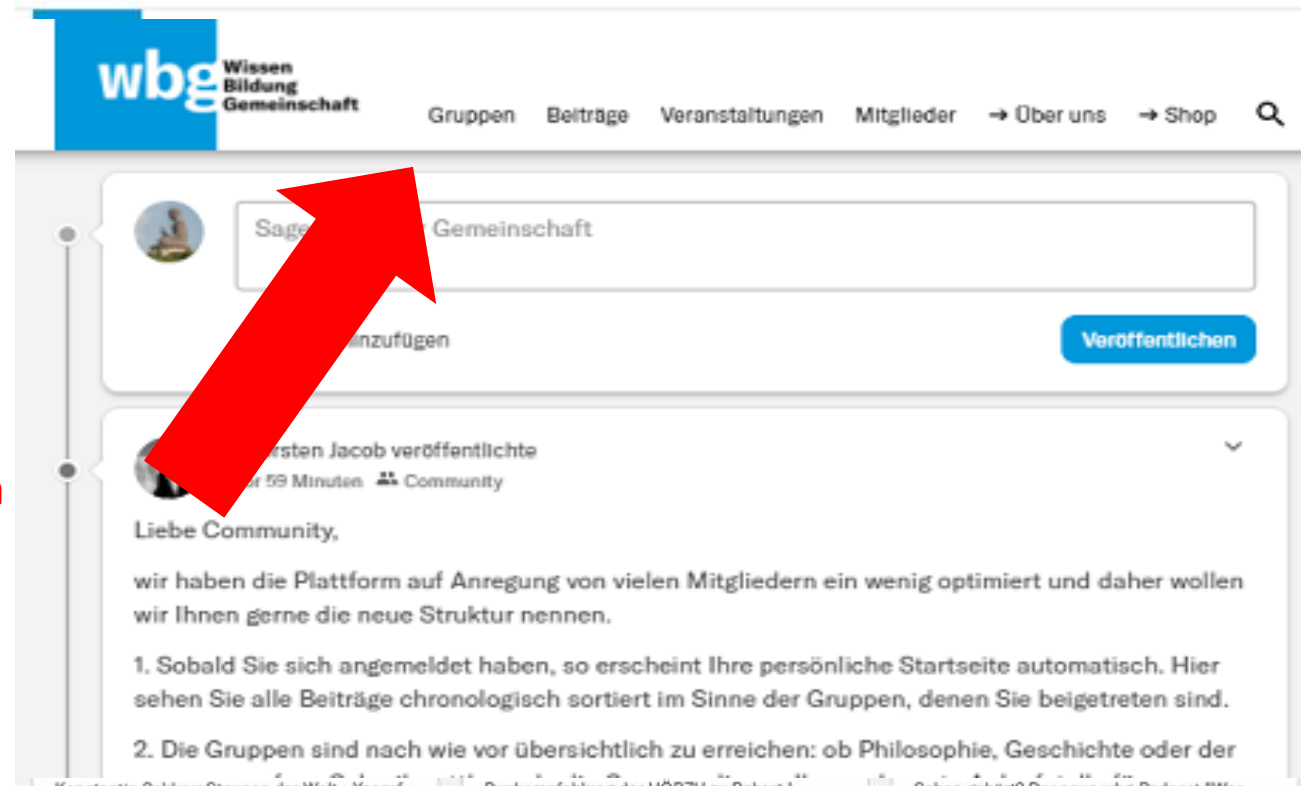 wbg Wissen
Bildung
Gemeinschaft
Gruppen Beiträge Veranstaltungen Mitglieder → Über uns → Shop
Sage Gemeinschaft
Veröffentlichen
Jacob veröffentlichte
59 Minuten Community
Liebe Community,
wir haben die Plattform auf Anregung von vielen Mitgliedern ein wenig optimiert und daher wollen
wir Ihnen gerne die neue Struktur nennen.
1. Sobald Sie sich angemeldet haben, so erscheint Ihre persönliche Startseite automatisch. Hier
sehen Sie alle Beiträge chronologisch sortiert im Sinne der Gruppen, denen Sie beigetreten sind.
2. Die Gruppen sind nach wie vor übersichtlich zu erreichen: ob Philosophie, Geschichte oder der